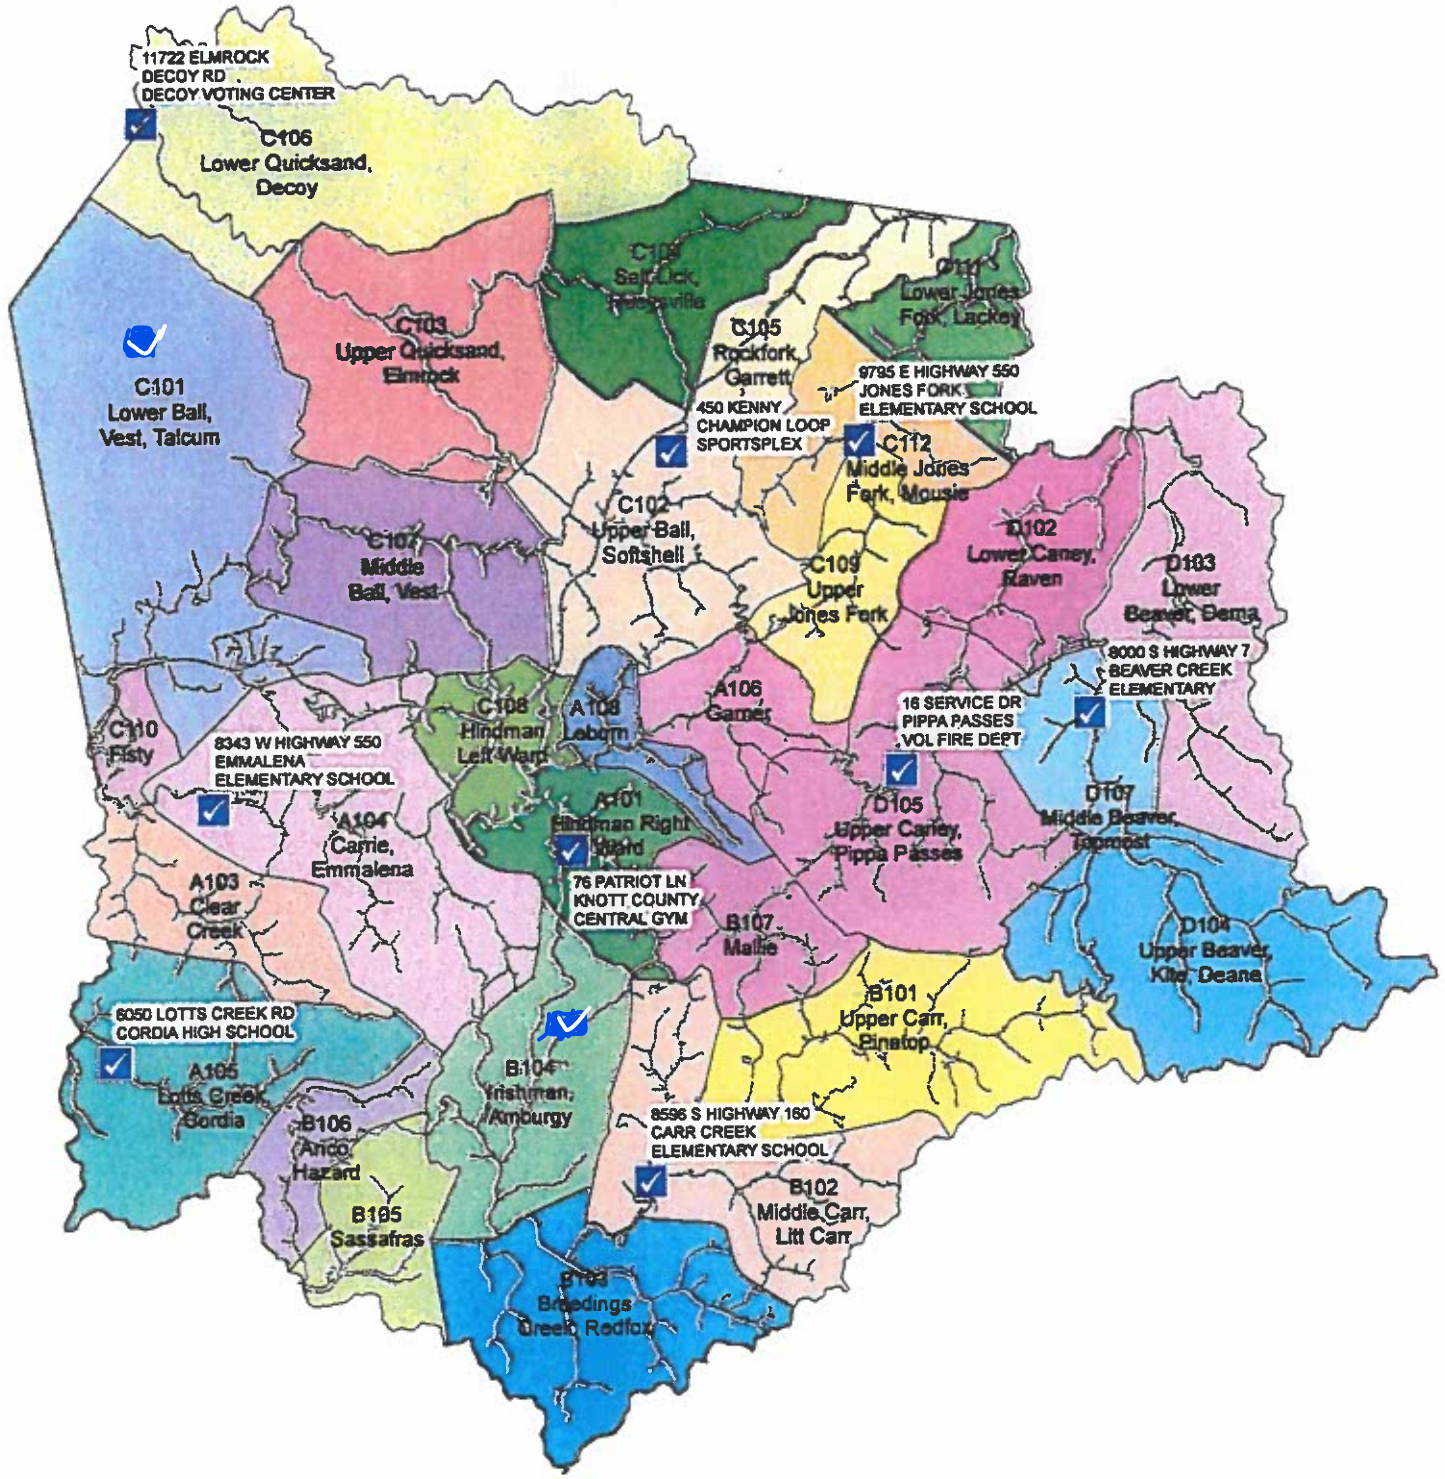 11722 ELMROCK
DECOY RD
DECOY VOTING CENTER
C106
Lower Quicksand,
Decoy
C103
Upper Quicksand,
Elmrock
Salt Lick,
C111
Lower Jones
Fork, Lackey
C105
Rockfork,
Garrett
C101
Lower Ball,
Vest, Talcum
9795 E HIGHWAY 550
JONES FORK
ELEMENTARY SCHOOL
450 KENNY
CHAMPION LOOP
SPORTSPLEX
C112
Middle Jones
Fork, Mousie
C102
Upper Ball,
Softshell
C107
Middle
Ball, Vest
C109
Upper
Jones Fork
D102
Lower Caney,
Raven
D103
Lower
Beaver, Dema
8000 S HIGHWAY 7
BEAVER CREEK
ELEMENTARY
C110
Fisty
C108
Hindman
Left Ward
A108
Leburn
A106
Garner
16 SERVICE DR
PIPPA PASSES
VOL FIRE DEPT
8343 W HIGHWAY 550
EMMALENA
ELEMENTARY SCHOOL
A104
Carrie,
Emmalena
A101
Hindman Right
Ward
D105
Upper Caney,
Pippa Passes
D107
Middle Beaver,
Topmost
76 PATRIOT LN
KNOTT COUNTY
CENTRAL GYM
A103
Clear
Creek
B107
Mallie
D104
Upper Beaver,
Kite, Deane
6050 LOTTS CREEK RD
CORDIA HIGH SCHOOL
A105
Lotts Creek,
Cordia
B101
Upper Carr,
Pinetop
B104
Irishman,
Amburgy
B106
Anco,
Hazard
8596 S HIGHWAY 160
CARR CREEK
ELEMENTARY SCHOOL
B105
Sassafras
B102
Middle Carr,
Litt Carr
B103
Breedings
Creek, Redfox